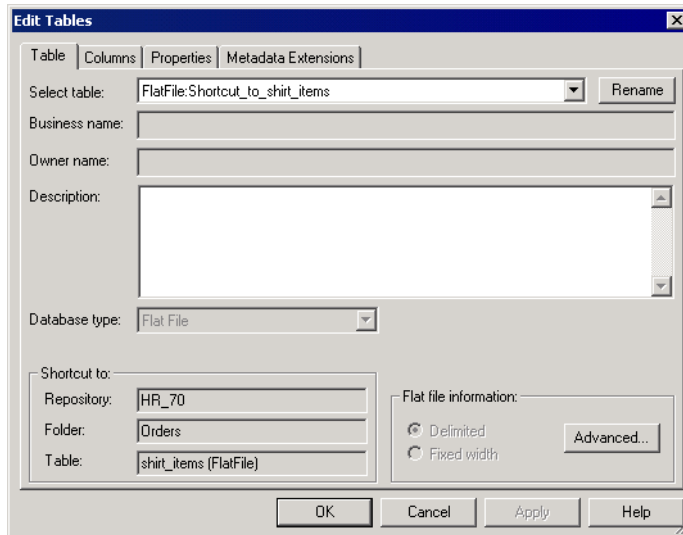 Edit Tables
Table Columns Properties Metadata Extensions
Select table: FlatFile:Shortcut_to_shirt_items Rename
Business name:
Owner name:
Description:
Database type: Flat File
Shortcut to:
Repository: HR_70
Folder: Orders
Table: shirt_items (FlatFile)
Flat file information:
Delimited
Fixed width
Advanced...
OK Cancel Apply Help